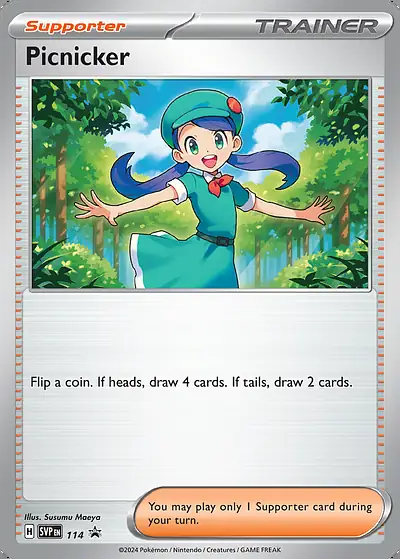 Supporter
TRAINER
Picnicker
Flip a coin. If heads, draw 4 cards. If tails, draw 2 cards.
You may play only 1 Supporter card during
your turn.
Illus. Susumu Maeya
H SVP EN 114
©2024 Pokémon / Nintendo / Creatures / GAME FREAK